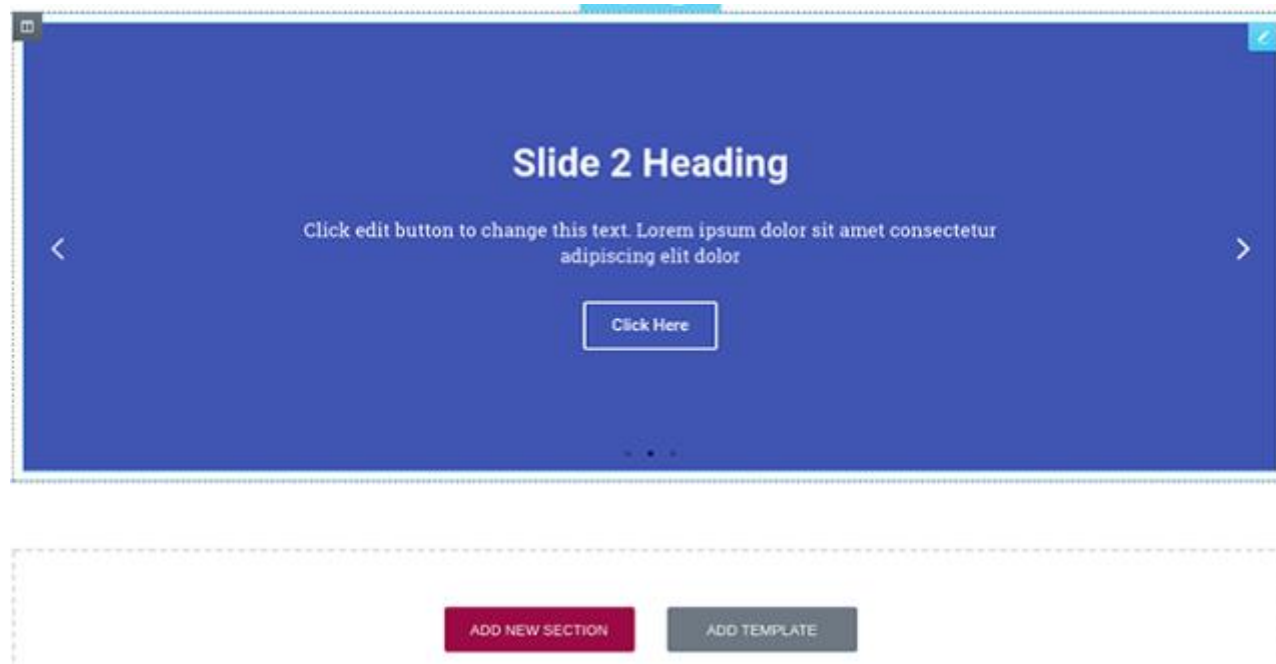 Slide 2 Heading
Click edit button to change this text. Lorem ipsum dolor sit amet consectetur
adipiscing elit dolor
Click Here
ADD NEW SECTION
ADD TEMPLATE